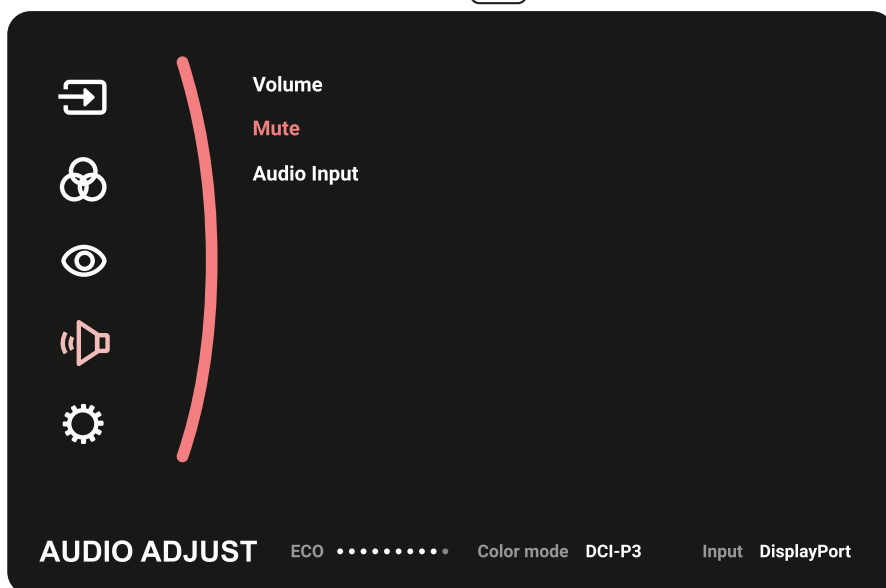 Volume
Mute
Audio Input
AUDIO ADJUST ECO Color mode DCI-P3 Input DisplayPort